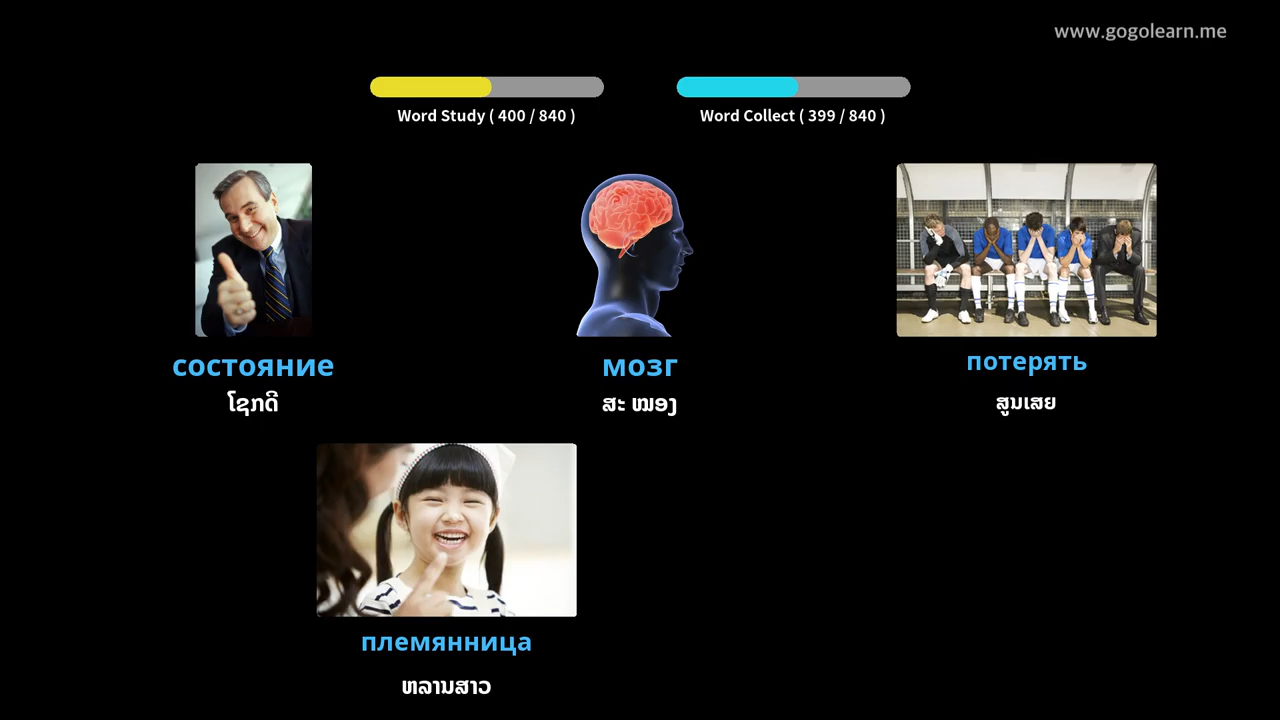 www.gogolearn.me
Word Study ( 400 / 840 )
Word Collect ( 399 / 840 )
состояние
ໂຊກດີ
мозг
ສະ ໝອງ
потерять
ສູນເສຍ
племянница
ຫລານສາວ